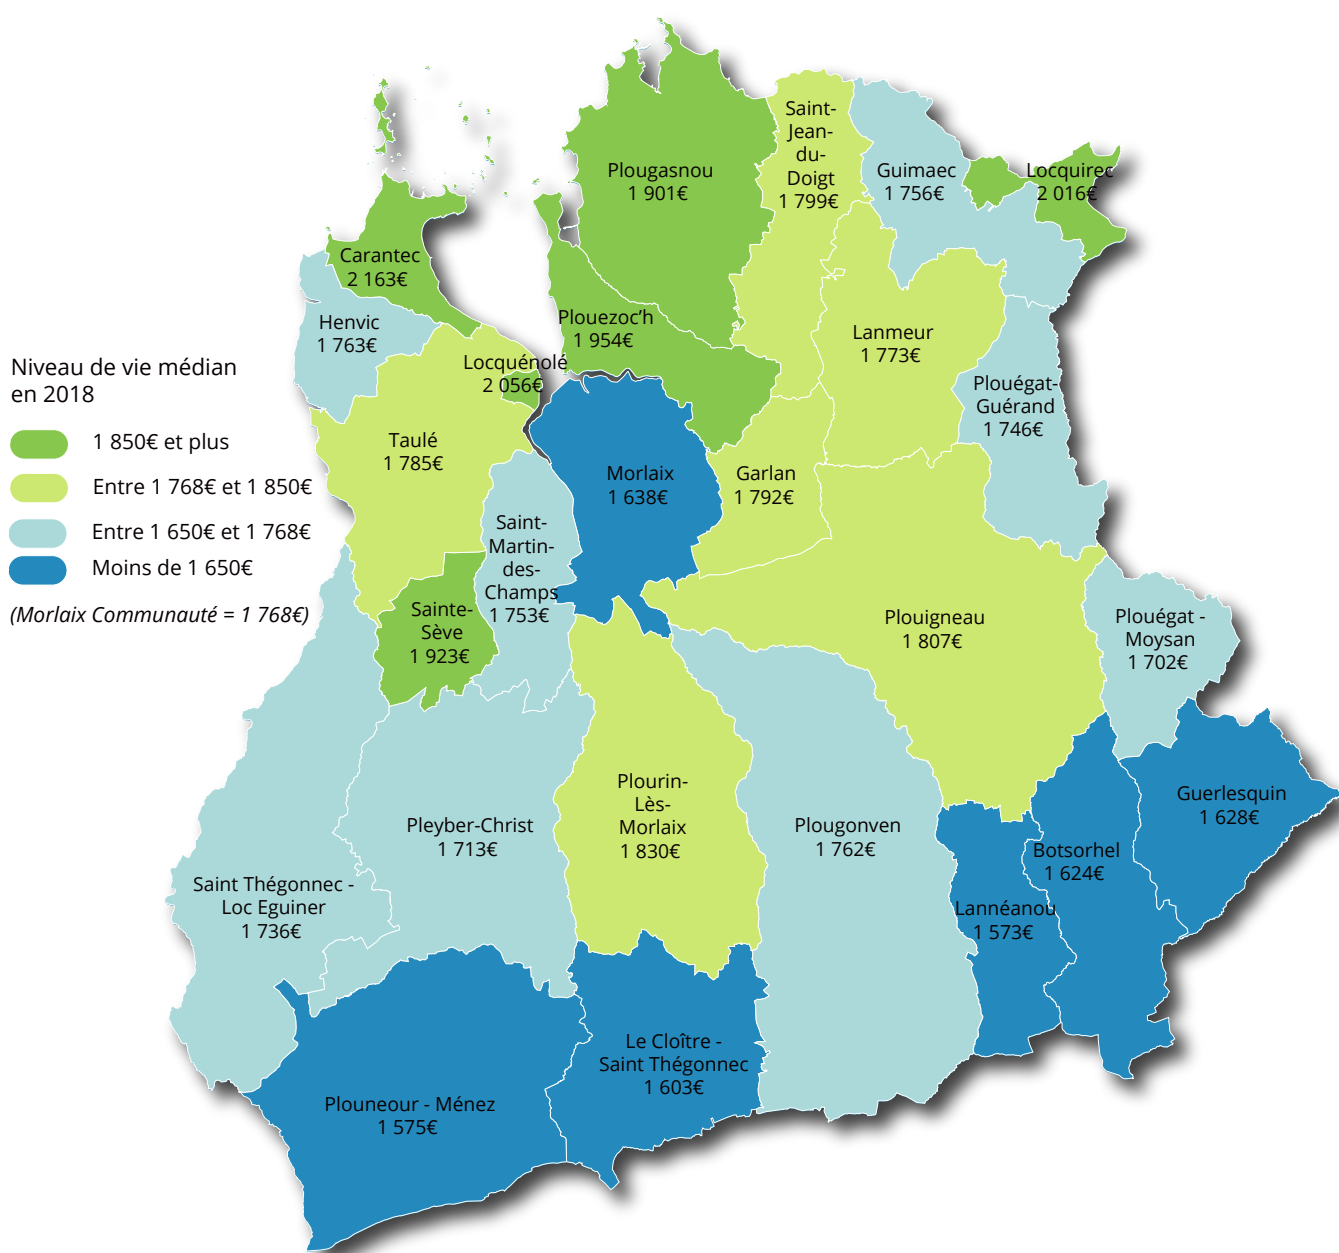 Saint-
Jean-
du-
Doigt
1 799€
Plougasnou
1 901€
Guimaec
1 756€
Locquirec
2 016€
Carantec
2 163€
Henvic
1 763€
Plouezoc'h
1 954€
Lanmeur
1 773€
Locquénolé
2 056€
Plouégat-
Guérand
1 746€
Niveau de vie médian
en 2018
1 850€ et plus
Entre 1 768€ et 1 850€
Entre 1 650€ et 1 768€
Moins de 1 650€
(Morlaix Communauté = 1 768€)
Taulé
1 785€
Morlaix
1 638€
Garlan
1 792€
Saint-
Martin-
des-
Champs
1 753€
Sainte-
Sève
1 923€
Plouigneau
1 807€
Plouégat -
Moysan
1 702€
Plourin-
Lès-
Morlaix
1 830€
Guerlesquin
1 628€
Pleyber-Christ
1 713€
Plougonven
1 762€
Botsorhel
1 624€
Saint Thégonnec -
Loc Eguiner
1 736€
Lannéanou
1 573€
Le Cloître -
Saint Thégonnec
1 603€
Plouneour - Ménez
1 575€